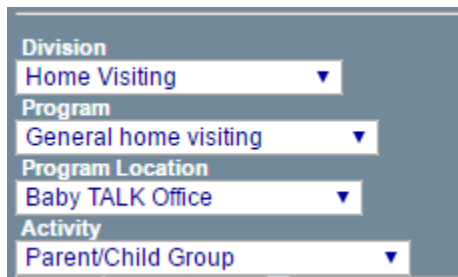 Division
Home Visiting
Program
General home visiting
Program Location
Baby TALK Office
Activity
Parent/Child Group